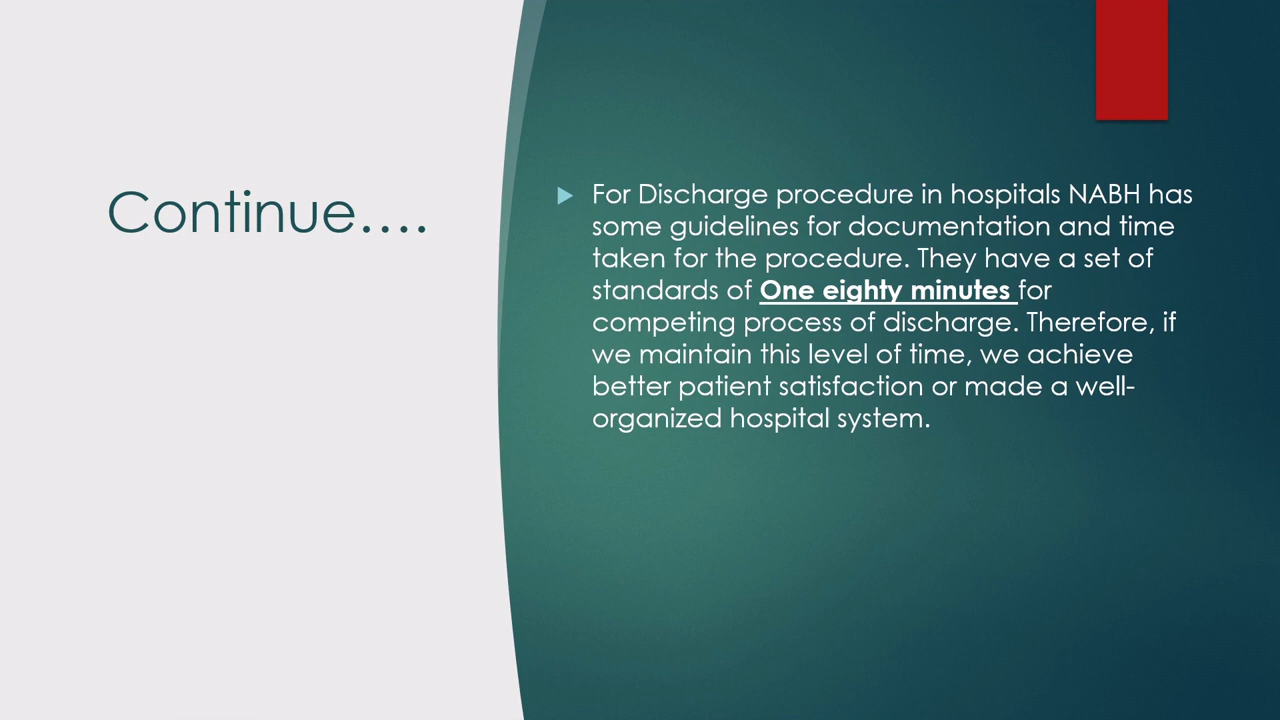 Continue....
For Discharge procedure in hospitals NABH has
some guidelines for documentation and time
taken for the procedure. They have a set of
standards of One eighty minutes for
competing process of discharge. Therefore, if
we maintain this level of time, we achieve
better patient satisfaction or made a well-
organized hospital system.